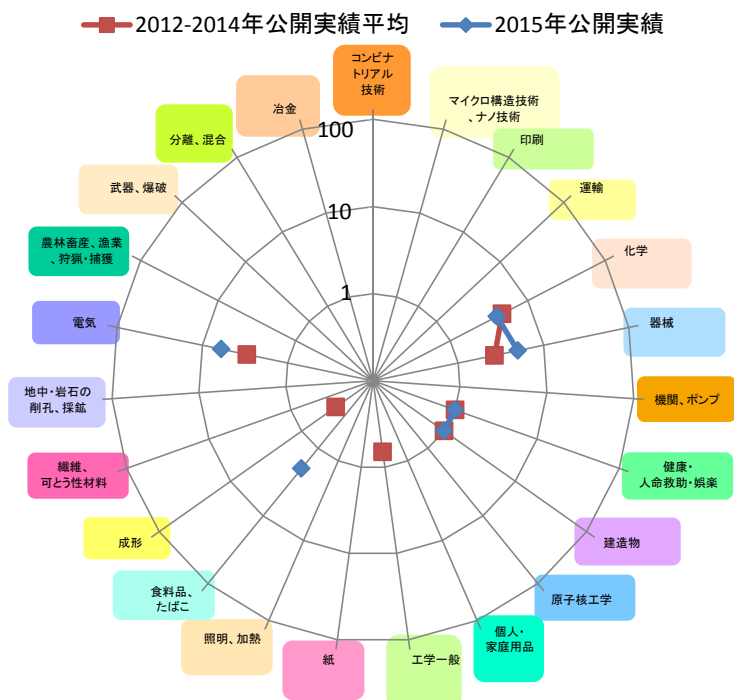 2012-2014年公開実績平均
2015年公開実績
コンビナ
トリアル
技術
マイクロ構造技術
、ナノ技術
印刷
運輸
化学
器械
機関、ポンプ
健康・
人命救助・娯楽
建造物
原子核工学
個人・
家庭用品
工学一般
紙
照明、加熱
食料品、
たばこ
成形
繊維、
可とう性材料
地中・岩石の
削孔、採鉱
電気
農林畜産、漁業
、狩猟・捕獲
武器、爆破
分離、混合
冶金
100
10
1